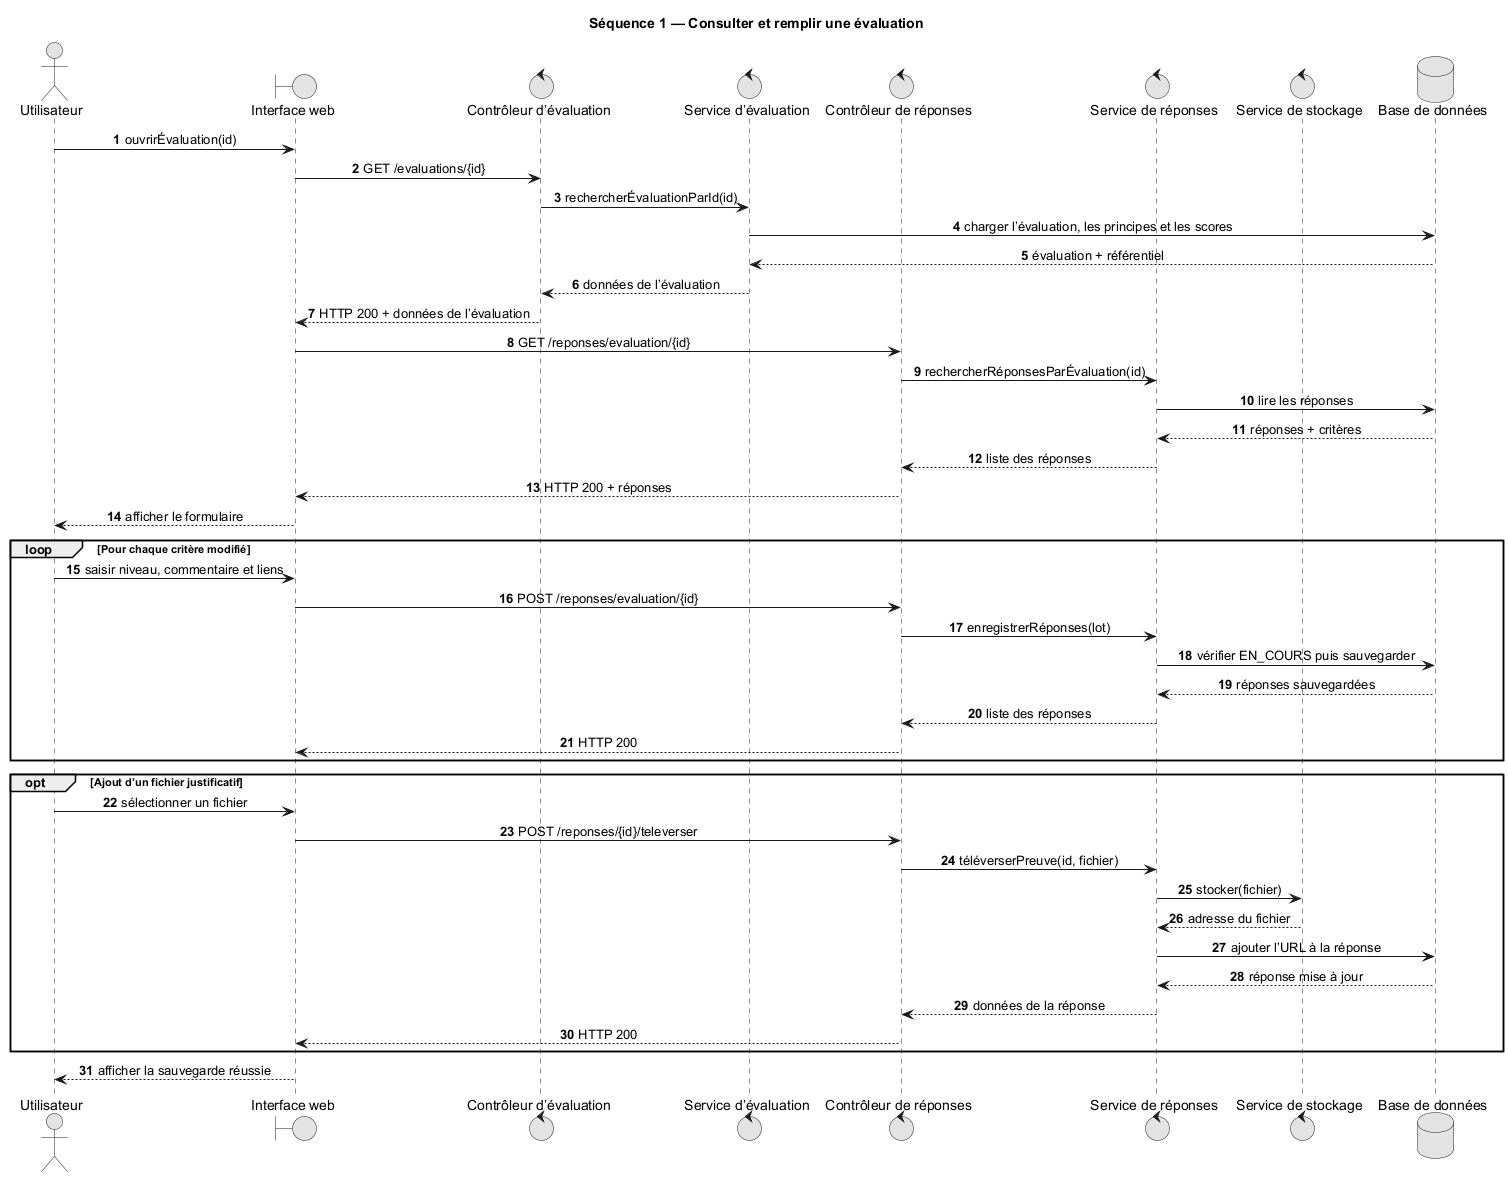 Séquence 1 — Consulter et remplir une évaluation
Utilisateur
Interface web
Contrôleur d'évaluation
Service d'évaluation
Contrôleur de réponses
Service de réponses
Service de stockage
Base de données
1 ouvrirÉvaluation(id)
2 GET /evaluations/{id}
3 rechercherÉvaluationParId(id)
4 charger l'évaluation, les principes et les scores
5 évaluation + référentiel
6 données de l'évaluation
7 HTTP 200 + données de l'évaluation
8 GET /reponses/evaluation/{id}
9 rechercherRéponsesParÉvaluation(id)
10 lire les réponses
11 réponses + critères
12 liste des réponses
13 HTTP 200 + réponses
14 afficher le formulaire
loop [Pour chaque critère modifié]
15 saisir niveau, commentaire et liens
16 POST /reponses/evaluation/{id}
17 enregistrerRéponses(lot)
18 vérifier EN_COURS puis sauvegarder
19 réponses sauvegardées
20 liste des réponses
21 HTTP 200
opt [Ajout d'un fichier justificatif]
22 sélectionner un fichier
23 POST /reponses/{id}/televerser
24 téléverserPreuve(id, fichier)
25 stocker(fichier)
26 adresse du fichier
27 ajouter l'URL à la réponse
28 réponse mise à jour
29 données de la réponse
30 HTTP 200
31 afficher la sauvegarde réussie
Utilisateur
Interface web
Contrôleur d'évaluation
Service d'évaluation
Contrôleur de réponses
Service de réponses
Service de stockage
Base de données